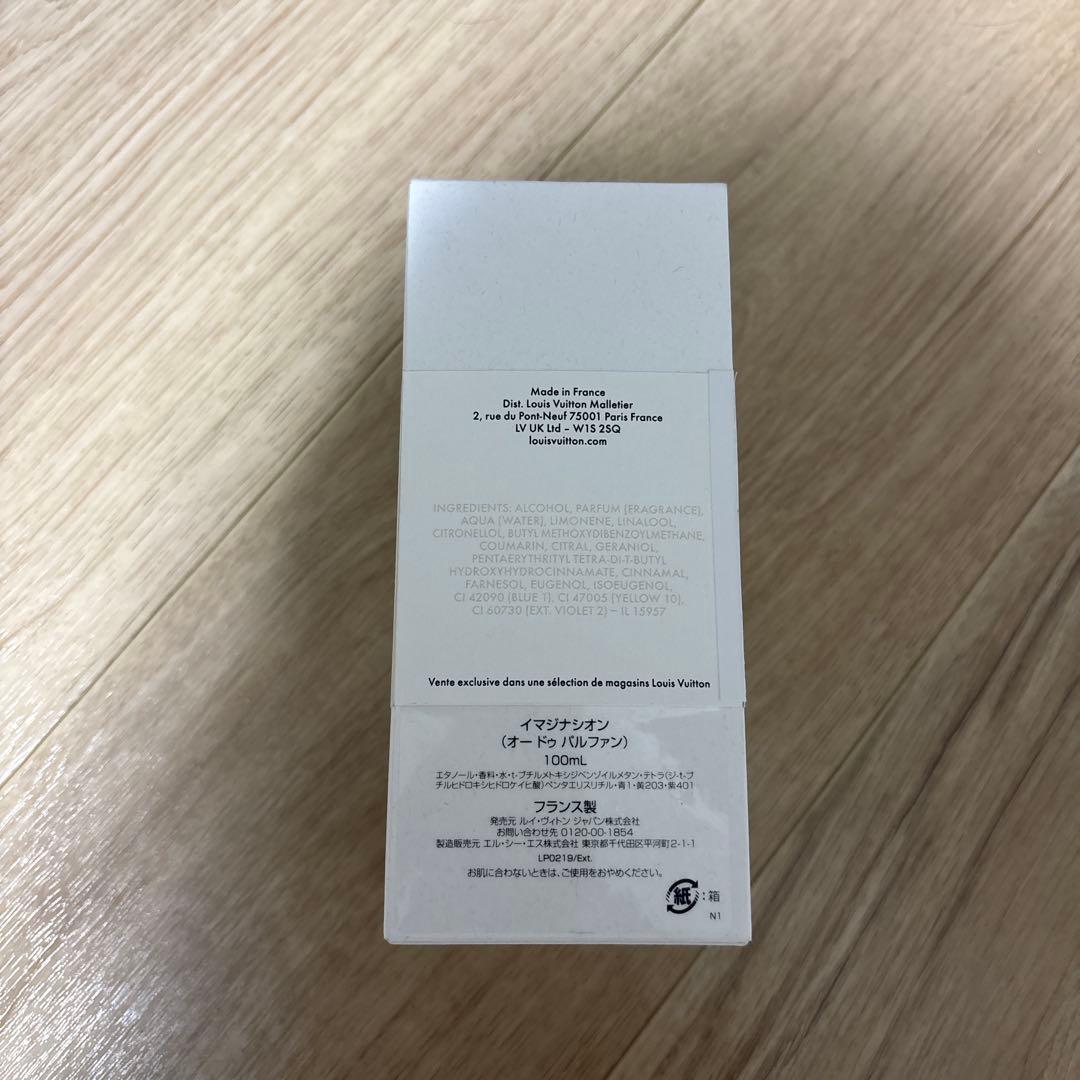 Made in France
Dist. Louis Vuitton Malletier
2, rue du Pont-Neuf 75001 Paris France
LV UK Ltd – W1S 2SQ
louisvuitton.com
INGREDIENTS: ALCOHOL, PARFUM (FRAGRANCE),
AQUA (WATER), LIMONENE, LINALOOL,
CITRONELLOL, BUTYL METHOXYDIBENZOYLMETHANE,
COUMARIN, CITRAL, GERANIOL,
PENTAERYTHRITYL TETRA-DI-T-BUTYL
HYDROXYHYDROCINNAMATE, CINNAMAL,
FARNESOL, EUGENOL, ISOEUGENOL,
CI 42090 (BLUE 1), CI 47005 (YELLOW 10),
CI 60730 (EXT. VIOLET 2) – IL 15957
Vente exclusive dans une sélection de magasins Louis Vuitton
イマジナシオン
(オー ドゥ パルファン)
100mL
エタノール・香料・水・t-ブチルメトキシジベンゾイルメタン・テトラ(ジ-t-ブ
チルヒドロキシヒドロケイヒ酸)ペンタエリスリチル・青1・黄203・紫401
フランス製
発売元 ルイ・ヴィトン ジャパン株式会社
お問い合わせ先 0120-00-1854
製造販売元 エル・シー・エス株式会社 東京都千代田区平河町2-1-1
LP0219/Ext.
お肌に合わないときは、ご使用をおやめください。
紙:箱
N1